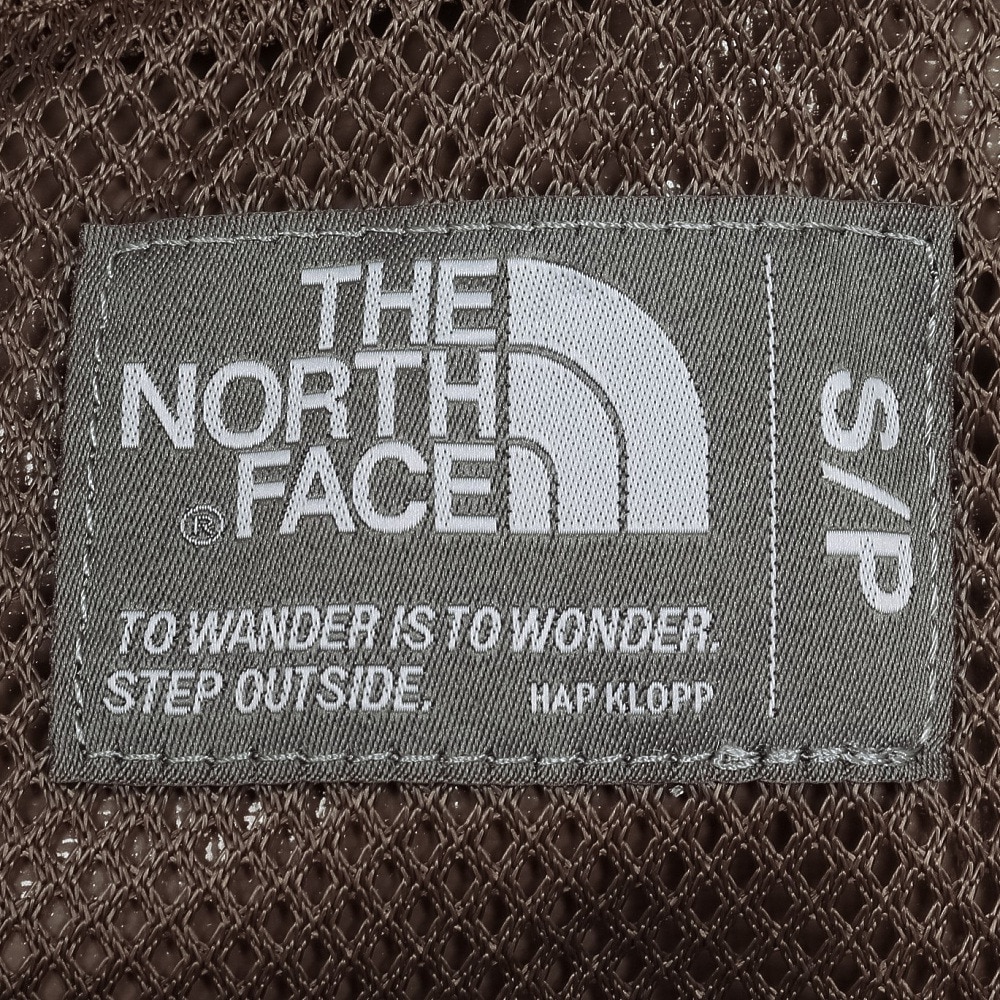 THE
NORTH
FACE
®
TO WANDER IS TO WONDER.
STEP OUTSIDE.
HAP KLOPP
S/P